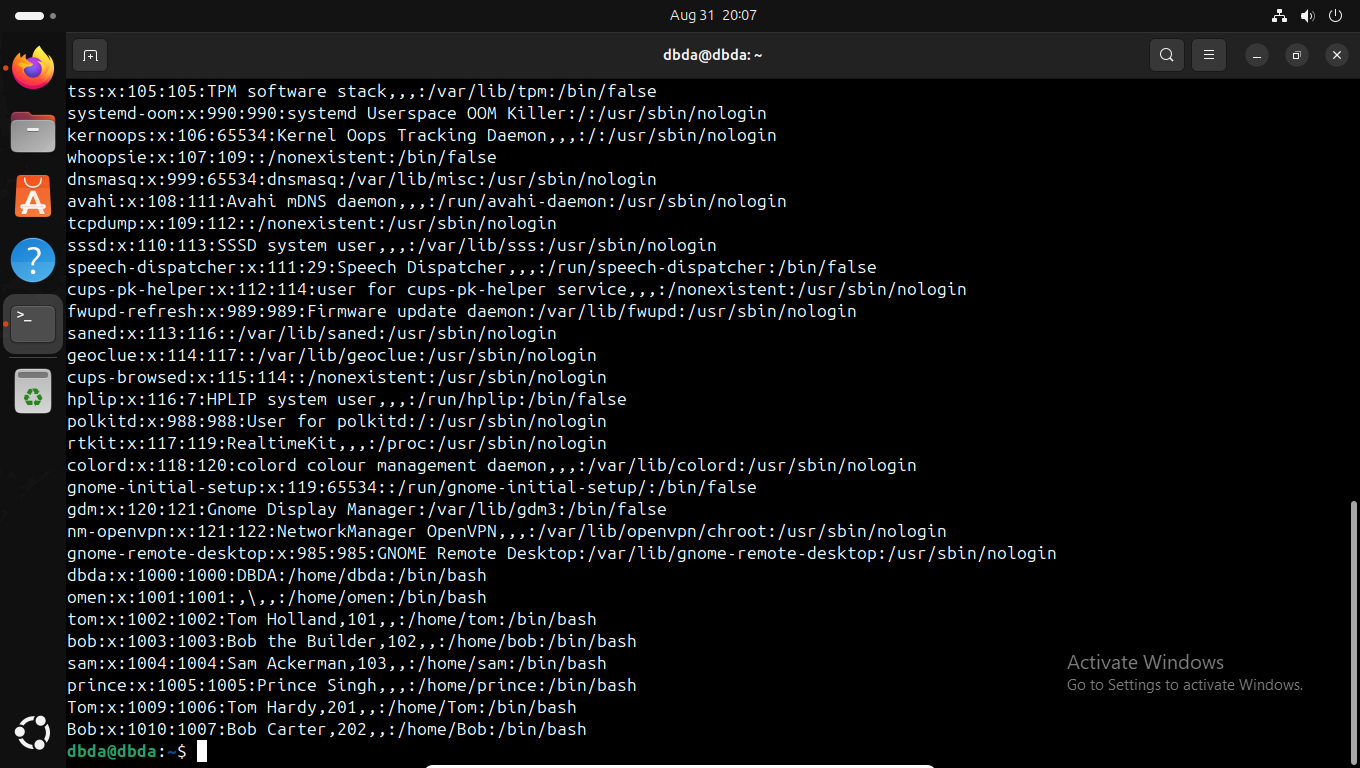 Aug 31 20:07
dbda@dbda: ~
tss:x:105:105:TPM software stack,,,:/var/lib/tpm:/bin/false
systemd-oom:x:990:990:systemd Userspace OOM Killer:/:/usr/sbin/nologin
kernoops:x:106:65534:Kernel Oops Tracking Daemon,,,:/:/usr/sbin/nologin
whoopsie:x:107:109::/nonexistent:/bin/false
dnsmasq:x:999:65534:dnsmasq:/var/lib/misc:/usr/sbin/nologin
avahi:x:108:111:Avahi mDNS daemon,,,:/run/avahi-daemon:/usr/sbin/nologin
tcpdump:x:109:112::/nonexistent:/usr/sbin/nologin
sssd:x:110:113:SSSD system user,,,:/var/lib/sss:/usr/sbin/nologin
speech-dispatcher:x:111:29:Speech Dispatcher,,,:/run/speech-dispatcher:/bin/false
cups-pk-helper:x:112:114:user for cups-pk-helper service,,,:/nonexistent:/usr/sbin/nologin
fwupd-refresh:x:989:989:Firmware update daemon:/var/lib/fwupd:/usr/sbin/nologin
saned:x:113:116::/var/lib/saned:/usr/sbin/nologin
geoclue:x:114:117::/var/lib/geoclue:/usr/sbin/nologin
cups-browsed:x:115:114::/nonexistent:/usr/sbin/nologin
hplip:x:116:7:HPLIP system user,,,:/run/hplip:/bin/false
polkitd:x:988:988:User for polkitd:/:/usr/sbin/nologin
rtkit:x:117:119:RealtimeKit,,,:/proc:/usr/sbin/nologin
colord:x:118:120:colord colour management daemon,,,:/var/lib/colord:/usr/sbin/nologin
gnome-initial-setup:x:119:65534::/run/gnome-initial-setup/:/bin/false
gdm:x:120:121:Gnome Display Manager:/var/lib/gdm3:/bin/false
nm-openvpn:x:121:122:NetworkManager OpenVPN,,,:/var/lib/openvpn/chroot:/usr/sbin/nologin
gnome-remote-desktop:x:985:985:GNOME Remote Desktop:/var/lib/gnome-remote-desktop:/usr/sbin/nologin
dbda:x:1000:1000:DBDA:/home/dbda:/bin/bash
omen:x:1001:1001:,\,,:/home/omen:/bin/bash
tom:x:1002:1002:Tom Holland,101,,:/home/tom:/bin/bash
bob:x:1003:1003:Bob the Builder,102,,:/home/bob:/bin/bash
sam:x:1004:1004:Sam Ackerman,103,,:/home/sam:/bin/bash
prince:x:1005:1005:Prince Singh,,,:/home/prince:/bin/bash
Tom:x:1009:1006:Tom Hardy,201,,:/home/Tom:/bin/bash
Bob:x:1010:1007:Bob Carter,202,,:/home/Bob:/bin/bash
dbda@dbda:~$
Activate Windows
Go to Settings to activate Windows.